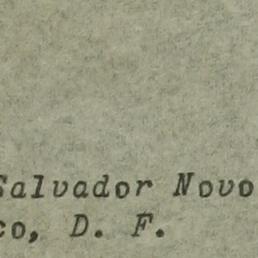 Salvador Novo
co, D. F.